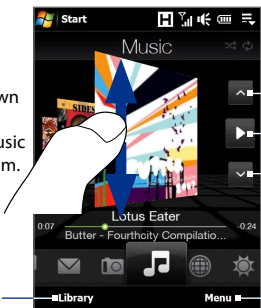 Start
H
Music
SIDES
wn
usic
m.
Lotus Eater
0:07
-0:24
Butter - Fourthcity Compilatio...
Library
Menu